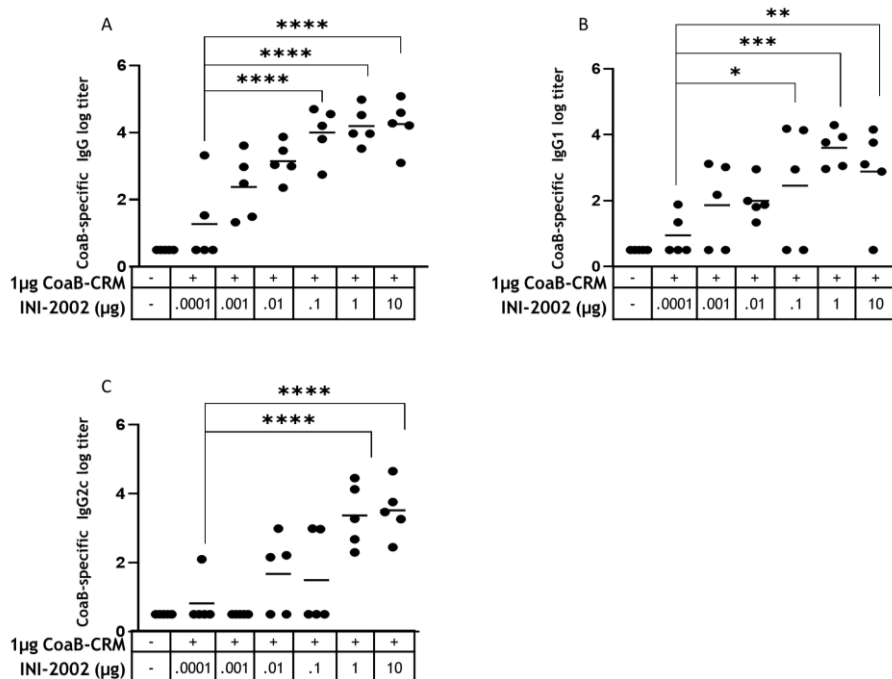 A
****
****
****
CoaB-specific IgG log titer
6
4
2
0
1µg CoaB-CRM - + + + + + +
INI-2002 (µg) - .0001 .001 .01 .1 1 10
B
**
***
*
CoaB-specific IgG1 log titer
6
4
2
0
1µg CoaB-CRM - + + + + + +
INI-2002 (µg) - .0001 .001 .01 .1 1 10
C
****
****
CoaB-specific IgG2c log titer
6
4
2
0
1µg CoaB-CRM - + + + + + +
INI-2002 (µg) - .0001 .001 .01 .1 1 10